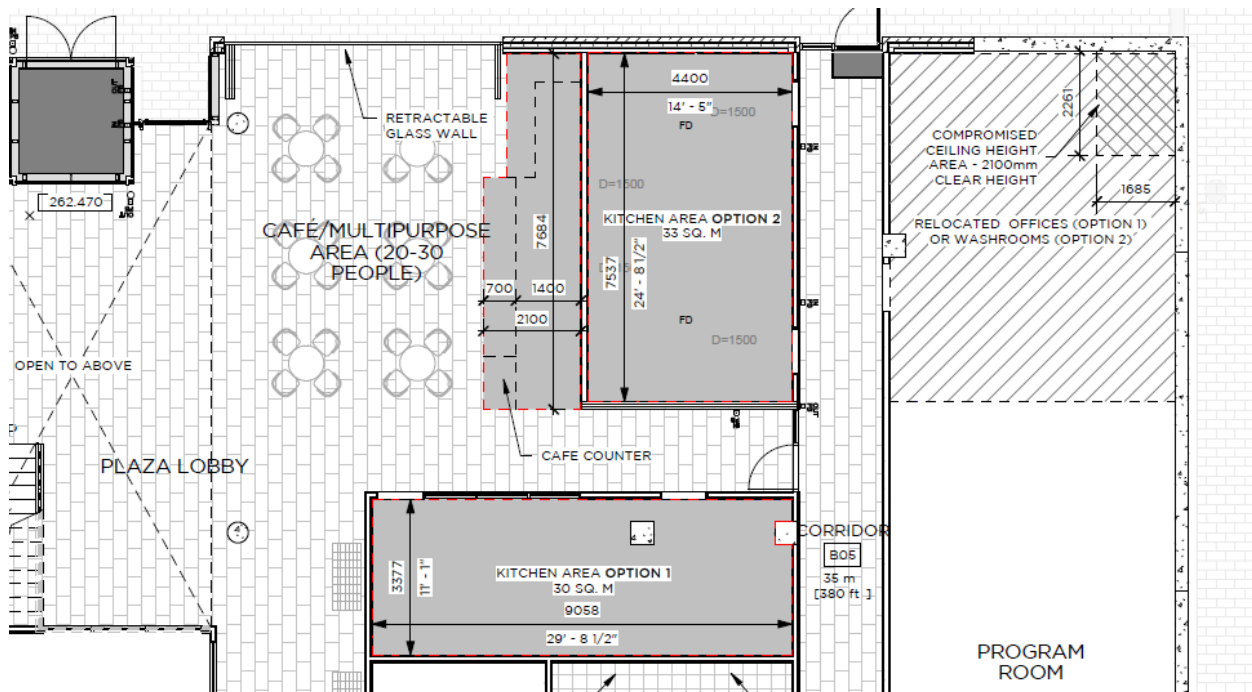 RETRACTABLE
GLASS WALL
4400
14' - 5"
D=1500
FD
D=1500
KITCHEN AREA OPTION 2
33 SQ. M
7537
24' - 8 1/2"
FD
D=1500
7684
700
1400
2100
CAFE COUNTER
262.470
CAFÉ/MULTIPURPOSE
AREA (20-30
PEOPLE)
OPEN TO ABOVE
PLAZA LOBBY
2261
COMPROMISED
CEILING HEIGHT
AREA - 2100mm
CLEAR HEIGHT
1685
RELOCATED OFFICES (OPTION 1)
OR WASHROOMS (OPTION 2)
3377
11' - 1"
KITCHEN AREA OPTION 1
30 SQ. M
9058
29' - 8 1/2"
CORRIDOR
B05
35 m
[380 ft ]
PROGRAM
ROOM